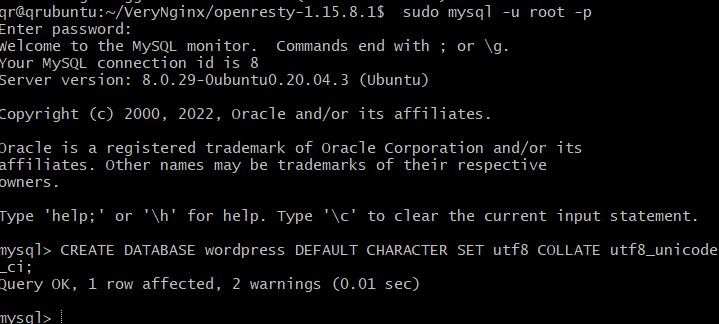 qr@qrubuntu:~/VeryNginx/openresty-1.15.8.1$  sudo mysql -u root -p
Enter password:
Welcome to the MySQL monitor.  Commands end with ; or \g.
Your MySQL connection id is 8
Server version: 8.0.29-0ubuntu0.20.04.3 (Ubuntu)
Copyright (c) 2000, 2022, Oracle and/or its affiliates.
Oracle is a registered trademark of Oracle Corporation and/or its
affiliates. Other names may be trademarks of their respective
owners.
Type 'help;' or '\h' for help. Type '\c' to clear the current input statement.
mysql> CREATE DATABASE wordpress DEFAULT CHARACTER SET utf8 COLLATE utf8_unicode
_ci;
Query OK, 1 row affected, 2 warnings (0.01 sec)
mysql>